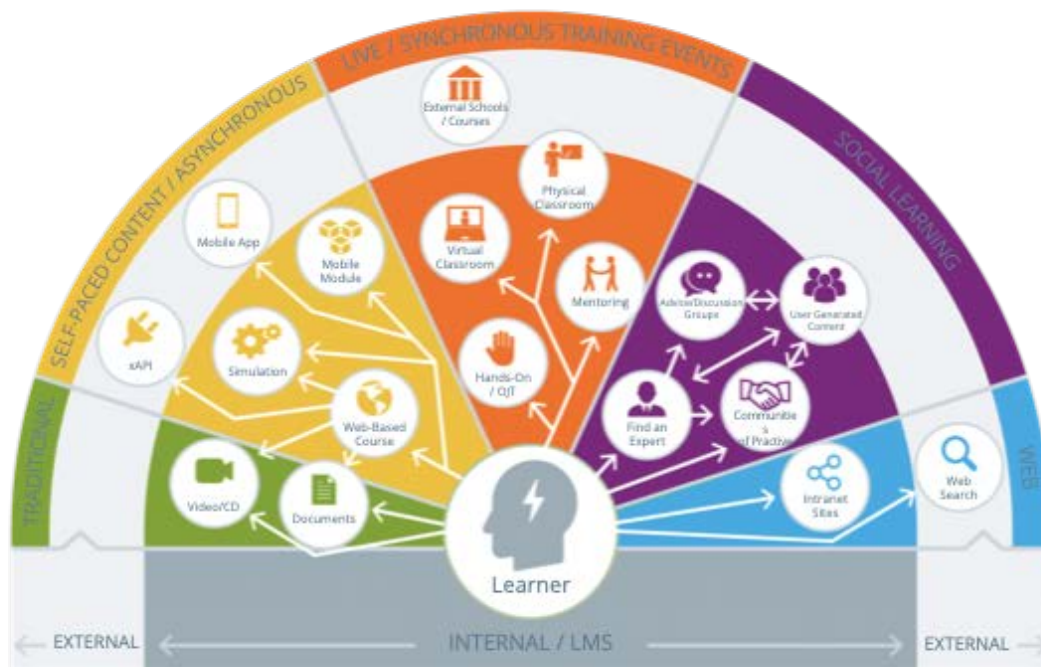 LIVE / SYNCHRONOUS TRAINING EVENTS
SELF-PACED CONTENT / ASYNCHRONOUS
SOCIAL LEARNING
TRADITIONAL
WEB
External Schools
/ Courses
Physical
Classroom
Mobile App
Mobile
Module
Virtual
Classroom
Mentoring
Advice/Discussion
Groups
User Generated
Content
xAPI
Simulation
Hands-On
/ OJT
Web-Based
Course
Find an
Expert
Communitie
s
of Practive
Video/CD
Documents
Intranet
Sites
Web
Search
Learner
EXTERNAL
INTERNAL / LMS
EXTERNAL